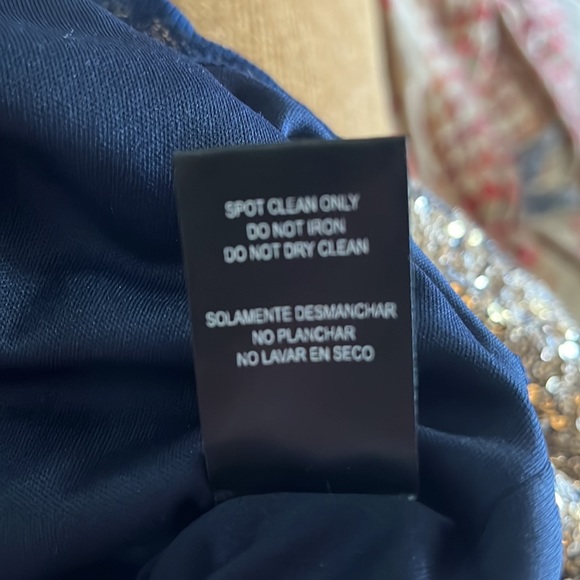 SPOT CLEAN ONLY
DO NOT IRON
DO NOT DRY CLEAN
SOLAMENTE DESMANCHAR
NO PLANCHAR
NO LAVAR EN SECO